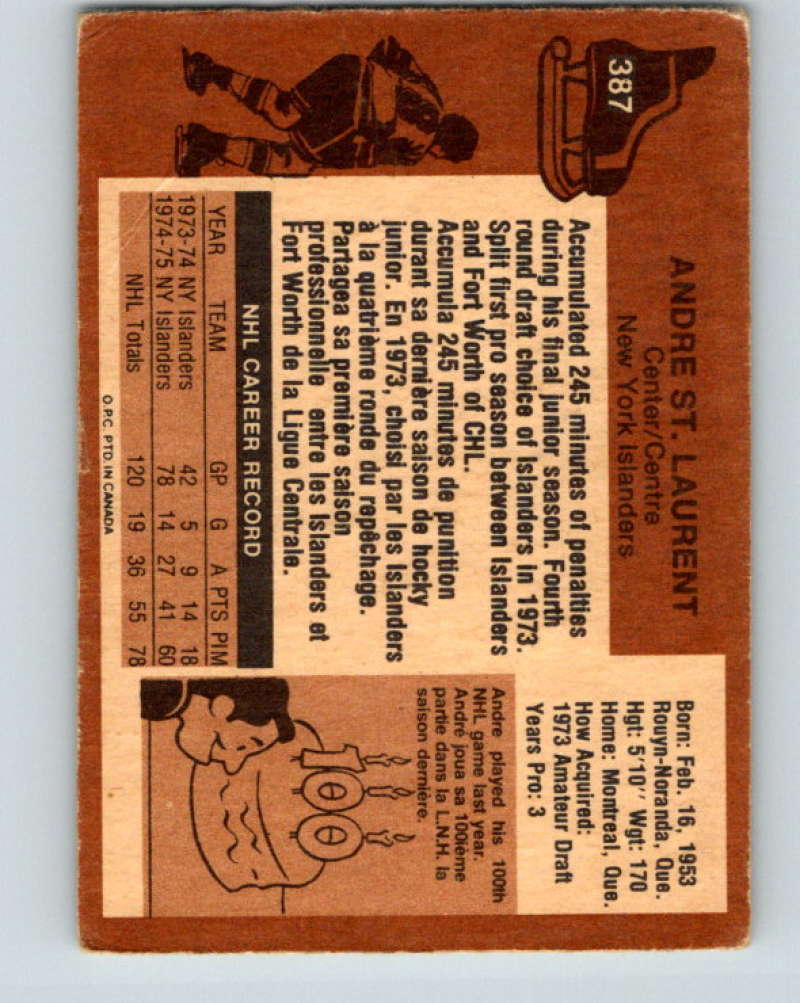 387
ANDRE ST. LAURENT
Center/Centre
New York Islanders
Born: Feb. 16, 1953
Rouyn-Noranda, Que.
Hgt: 5'10'' Wgt: 170
Home: Montreal, Que.
How Acquired:
1973 Amateur Draft
Years Pro: 3
Accumulated 245 minutes of penalties
during his final junior season. Fourth
round draft choice of Islanders in 1973.
Split first pro season between Islanders
and Fort Worth of CHL.
Accumula 245 minutes de punition
durant sa dernière saison de hocky
junior. En 1973, choisi par les Islanders
à la quatrième ronde du repêchage.
Partagea sa première saison
professionnelle entre les Islanders et
Fort Worth de la Ligue Centrale.
Andre played his 100th
NHL game last year.
André joua sa 100ième
partie dans la L.N.H. la
saison dernière.
100
NHL CAREER RECORD
YEAR TEAM GP G A PTS PIM
1973-74 NY Islanders 42 5 9 14 18
1974-75 NY Islanders 78 14 27 41 60
NHL Totals 120 19 36 55 78
O.P.C. PTD. IN CANADA